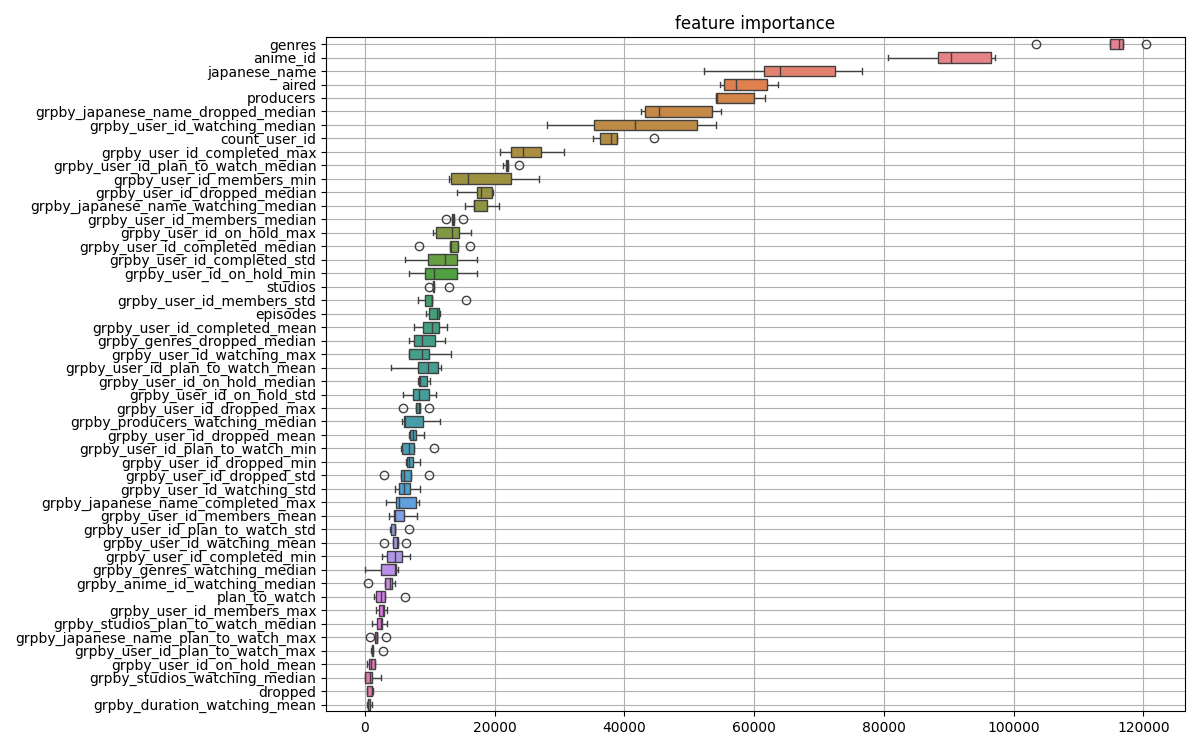 feature importance
genres
anime_id
japanese_name
aired
producers
grpby_japanese_name_dropped_median
grpby_user_id_watching_median
count_user_id
grpby_user_id_completed_max
grpby_user_id_plan_to_watch_median
grpby_user_id_members_min
grpby_user_id_dropped_median
grpby_japanese_name_watching_median
grpby_user_id_members_median
grpby_user_id_on_hold_max
grpby_user_id_completed_median
grpby_user_id_completed_std
grpby_user_id_on_hold_min
studios
grpby_user_id_members_std
episodes
grpby_user_id_completed_mean
grpby_genres_dropped_median
grpby_user_id_watching_max
grpby_user_id_plan_to_watch_mean
grpby_user_id_on_hold_median
grpby_user_id_on_hold_std
grpby_user_id_dropped_max
grpby_producers_watching_median
grpby_user_id_dropped_mean
grpby_user_id_plan_to_watch_min
grpby_user_id_dropped_min
grpby_user_id_dropped_std
grpby_user_id_watching_std
grpby_japanese_name_completed_max
grpby_user_id_members_mean
grpby_user_id_plan_to_watch_std
grpby_user_id_watching_mean
grpby_user_id_completed_min
grpby_genres_watching_median
grpby_anime_id_watching_median
plan_to_watch
grpby_user_id_members_max
grpby_studios_plan_to_watch_median
grpby_japanese_name_plan_to_watch_max
grpby_user_id_plan_to_watch_max
grpby_user_id_on_hold_mean
grpby_studios_watching_median
dropped
grpby_duration_watching_mean
0 20000 40000 60000 80000 100000 120000